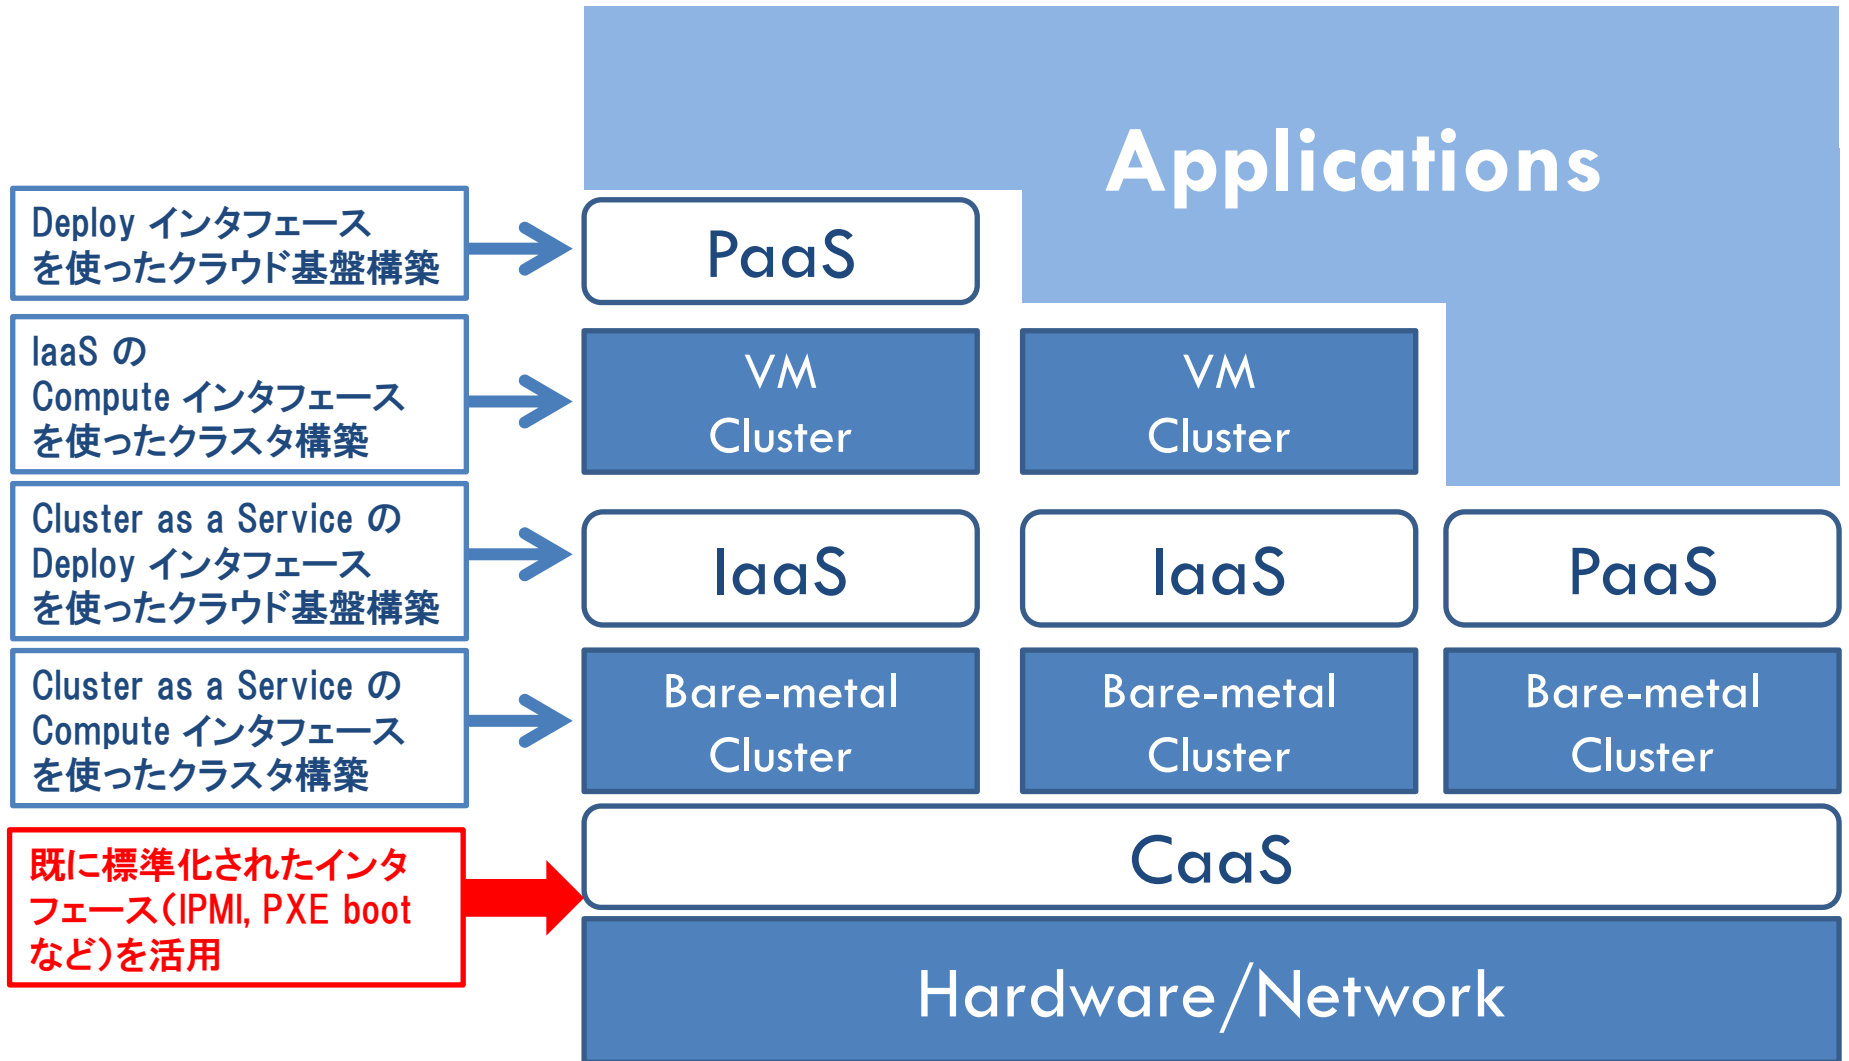 Applications
Deploy インタフェース
を使ったクラウド基盤構築
PaaS
IaaS の
Compute インタフェース
を使ったクラスタ構築
VM
Cluster
VM
Cluster
Cluster as a Service の
Deploy インタフェース
を使ったクラウド基盤構築
IaaS
IaaS
PaaS
Cluster as a Service の
Compute インタフェース
を使ったクラスタ構築
Bare-metal
Cluster
Bare-metal
Cluster
Bare-metal
Cluster
既に標準化されたインタ
フェース(IPMI, PXE boot
など)を活用
CaaS
Hardware/Network